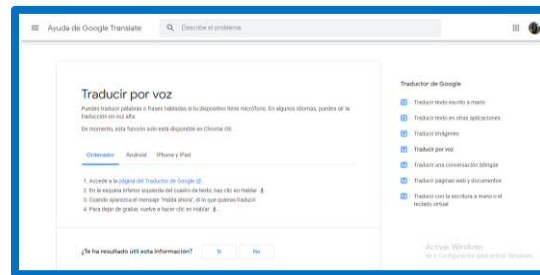 Ayuda de Google Translate
Describe el problema
Traducir por voz
Puedes traducir palabras o frases habladas si tu dispositivo tiene micrófono. En algunos idiomas, puedes oír la
traducción en voz alta.
De momento, esta función solo está disponible en Chrome OS.
Ordenador Android iPhone y iPad
1. Accede a la página del Traductor de Google
2. En la esquina inferior izquierda del cuadro de texto, haz clic en Hablar
3. Cuando aparezca el mensaje "Habla ahora", di lo que quieras traducir.
4. Para dejar de grabar, vuelve a hacer clic en Hablar
¿Te ha resultado útil esta información?
Sí No
Traductor de Google
Traducir texto escrito a mano
Traducir texto en otras aplicaciones
Traducir imágenes
Traducir por voz
Traducir una conversación bilingüe
Traducir páginas web y documentos
Traducir con la escritura a mano o el
teclado virtual
Activar Windows
Ve a Configuración para activar Windows.